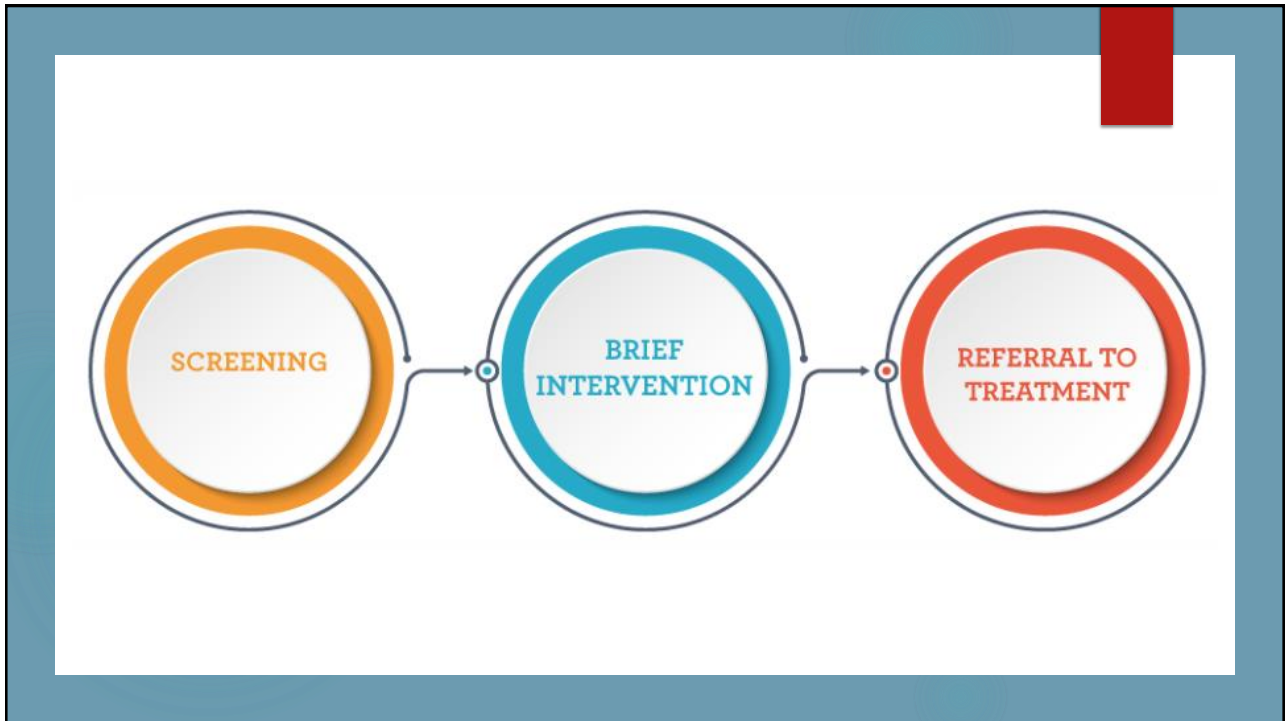 SCREENING
BRIEF
INTERVENTION
REFERRAL TO
TREATMENT